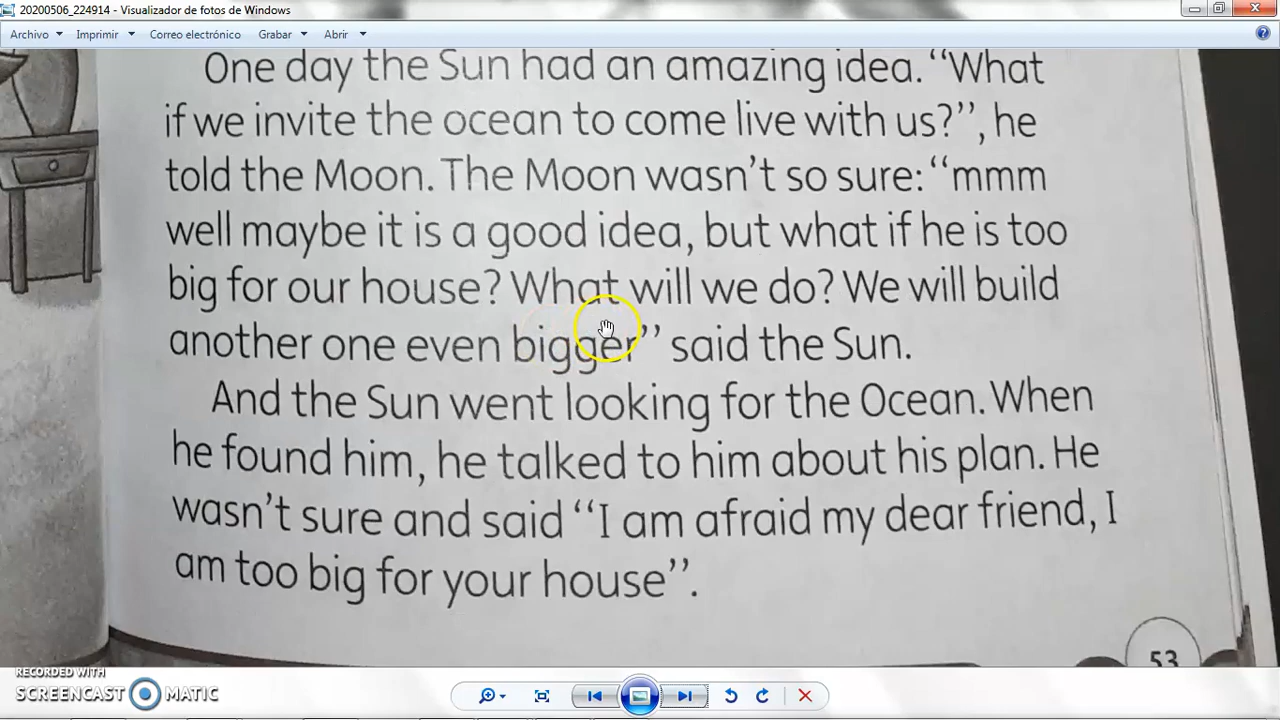 20200506_224914 - Visualizador de fotos de Windows
Archivo Imprimir Correo electrónico Grabar Abrir
One day the Sun had an amazing idea. “What
if we invite the ocean to come live with us?”, he
told the Moon. The Moon wasn’t so sure: “mmm
well maybe it is a good idea, but what if he is too
big for our house? What will we do? We will build
another one even bigger” said the Sun.
And the Sun went looking for the Ocean. When
he found him, he talked to him about his plan. He
wasn’t sure and said “I am afraid my dear friend, I
am too big for your house”.
53
RECORDED WITH
SCREENCAST MATIC